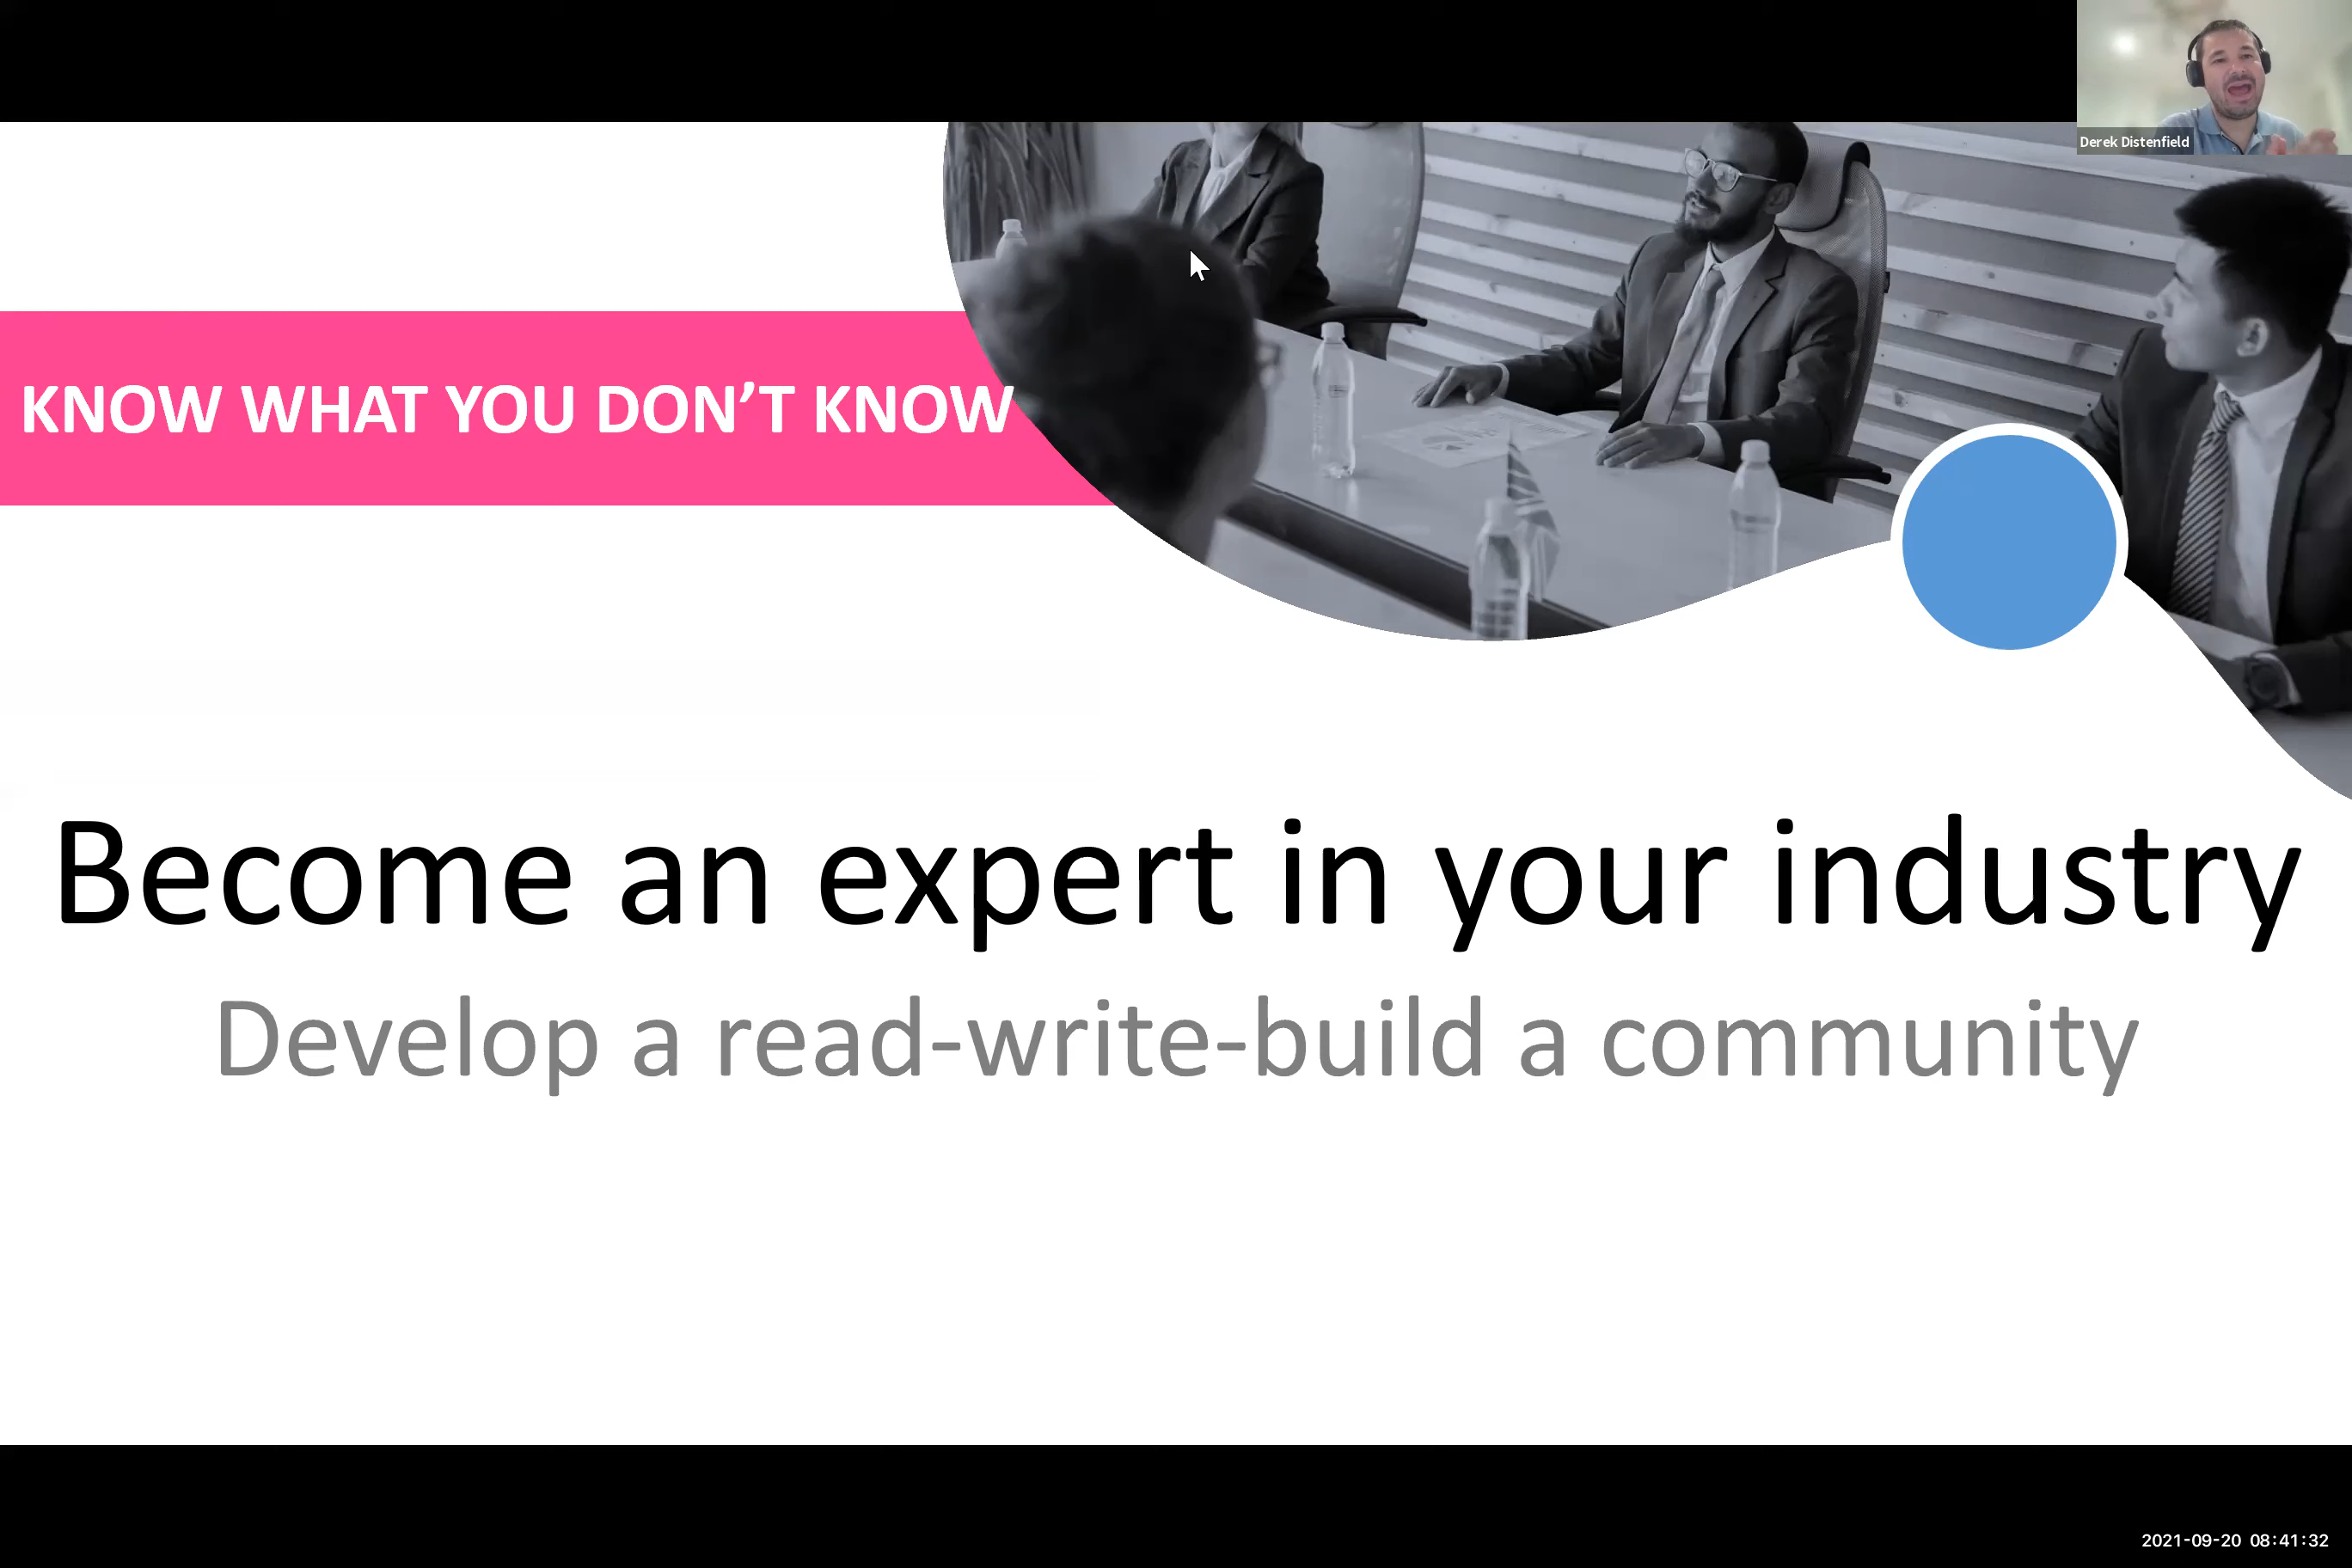 Derek Distenfield
KNOW WHAT YOU DON’T KNOW
Become an expert in your industry
Develop a read-write-build a community
2021-09-20 08:41:32